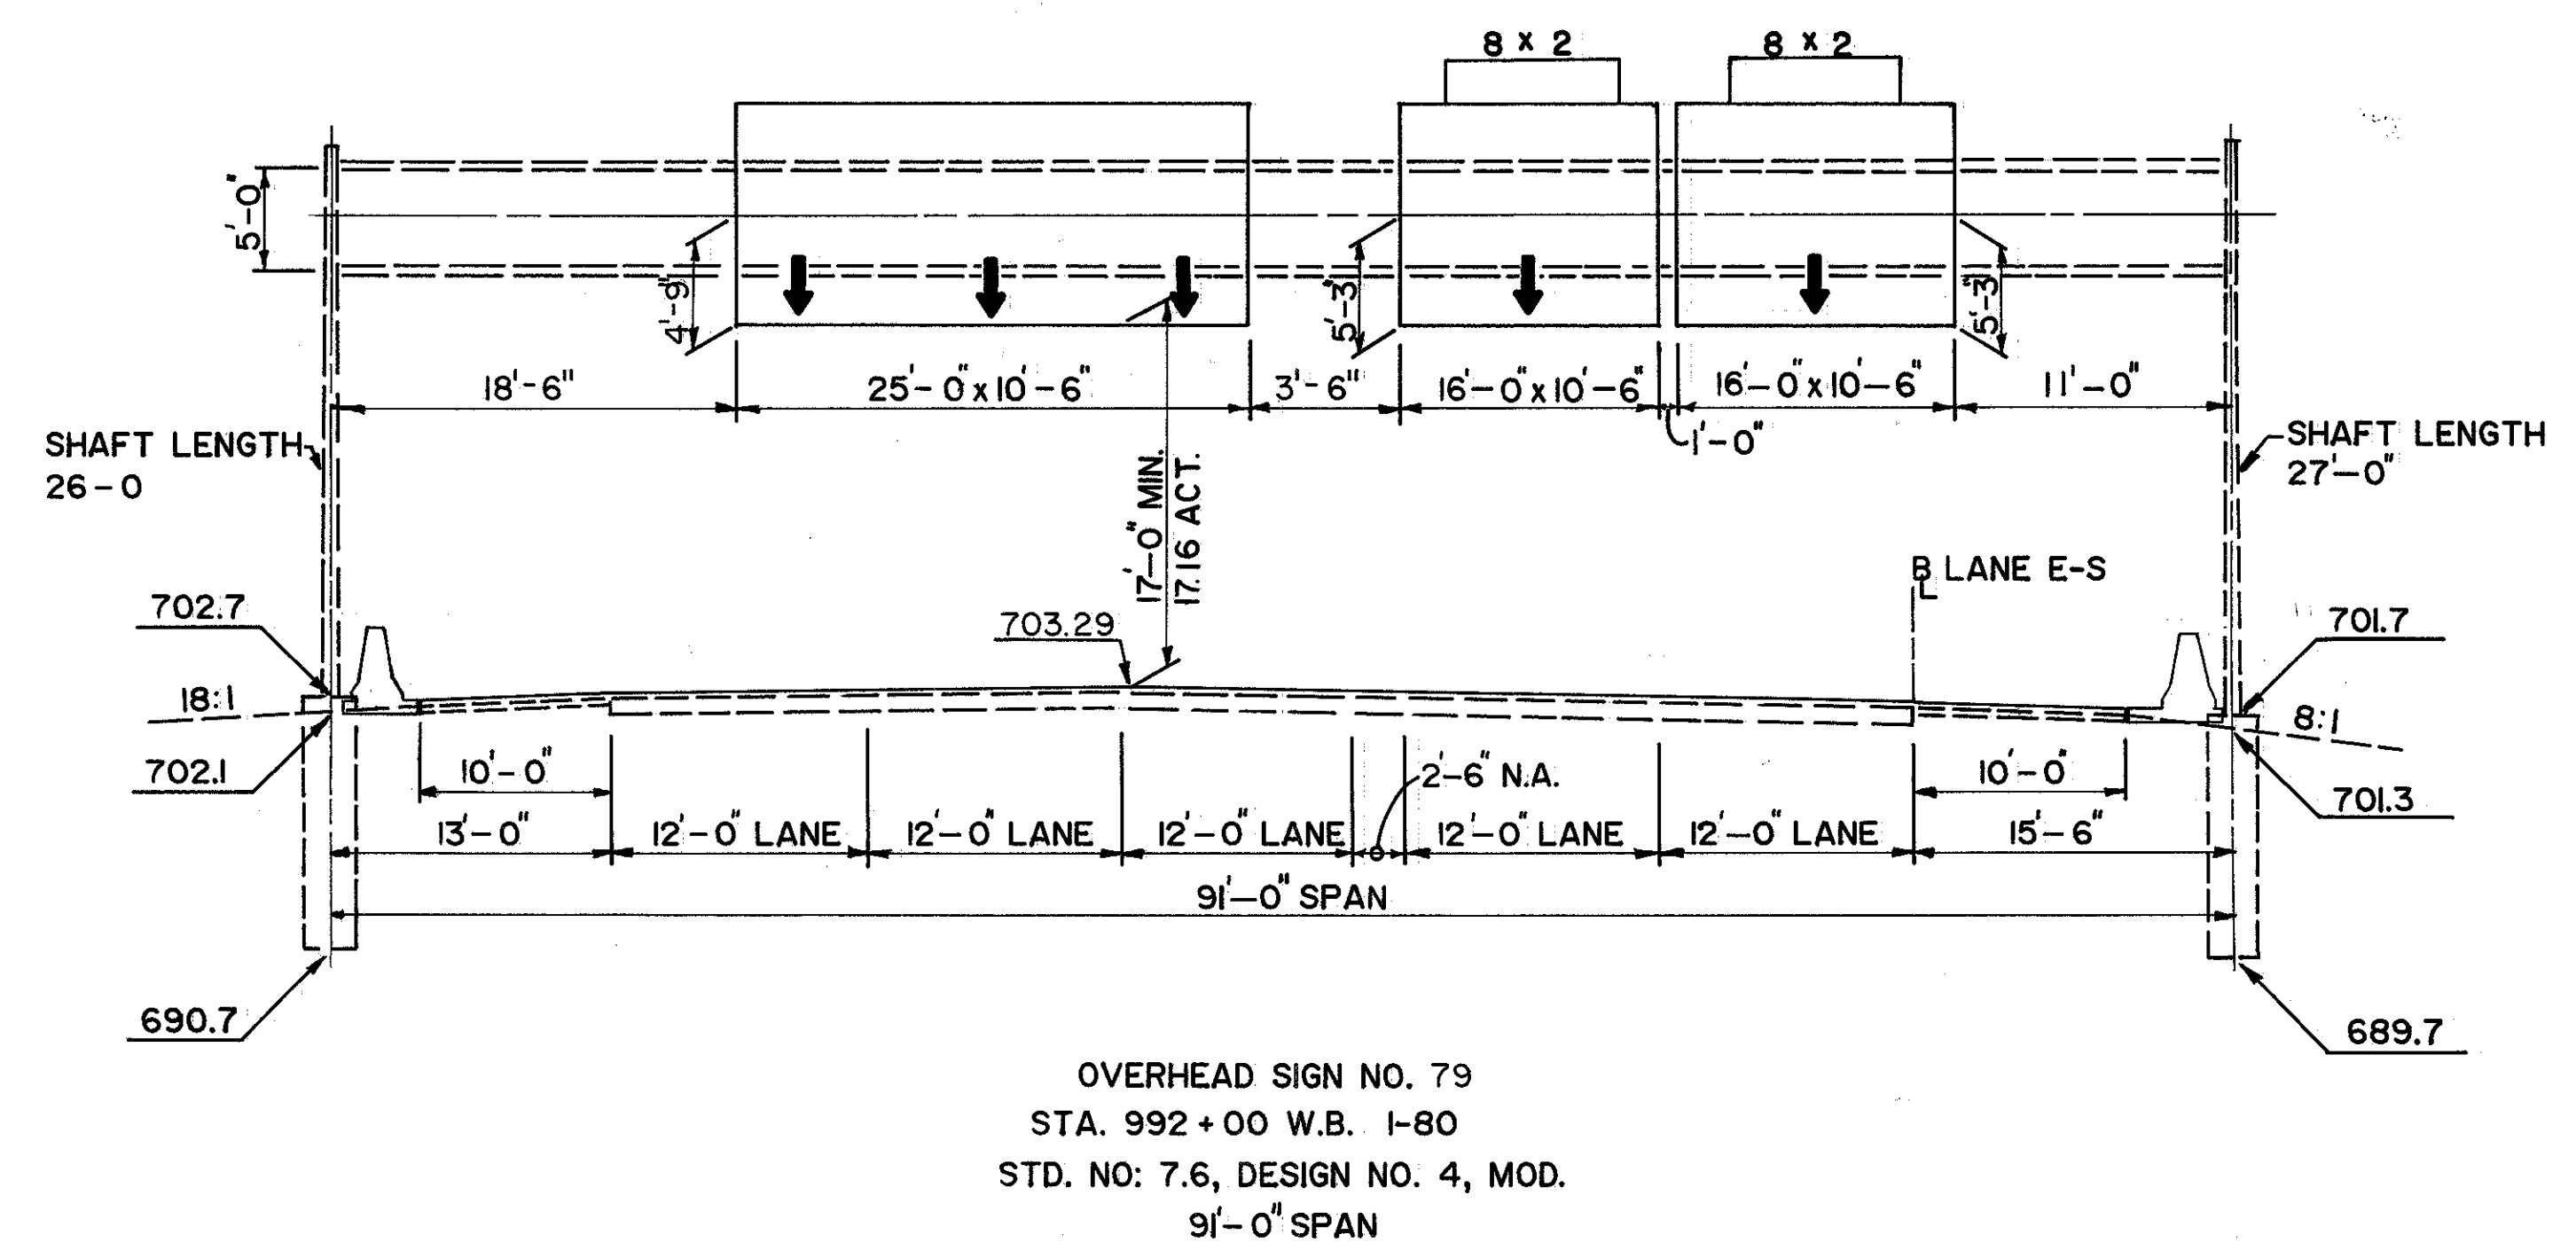 8 x 2
8 x 2
5'-0"
4'-9"
5'-3"
5'-3"
18'-6"
25'-0" x 10'-6"
3'-6"
16'-0" x 10'-6"
16'-0" x 10'-6"
11'-0"
1'-0"
SHAFT LENGTH
26-0
SHAFT LENGTH
27'-0"
17'-0" MIN.
17.16 ACT.
B LANE E-S
L
702.7
703.29
701.7
18:1
8:1
702.1
10'-0"
2'-6" N.A.
10'-0"
701.3
13'-0"
12'-0" LANE
12'-0" LANE
12'-0" LANE
12'-0" LANE
12'-0" LANE
15'-6"
91'-0" SPAN
690.7
689.7
OVERHEAD SIGN NO. 79
STA. 992+00 W.B. I-80
STD. NO: 7.6, DESIGN NO. 4, MOD.
91'-0" SPAN